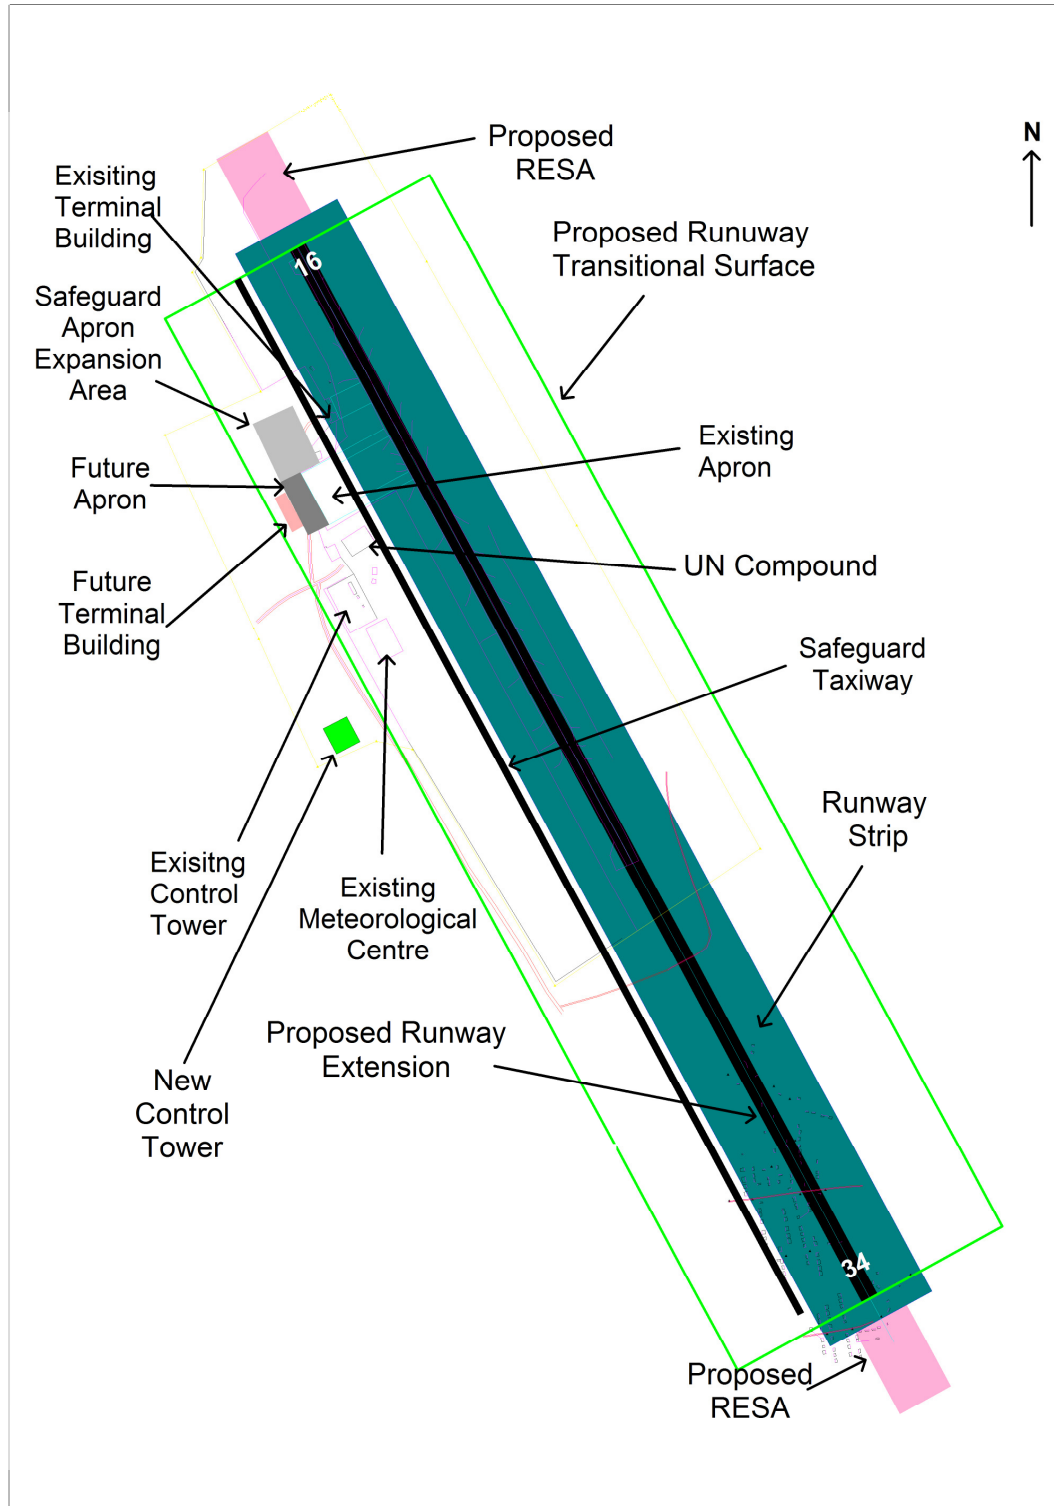 Proposed
RESA
N
Exisiting
Terminal
Building
16
Proposed Runuway
Transitional Surface
Safeguard
Apron
Expansion
Area
Existing
Apron
Future
Apron
UN Compound
Future
Terminal
Building
Safeguard
Taxiway
Runway
Strip
Exisitng
Control
Tower
Existing
Meteorological
Centre
Proposed Runway
Extension
New
Control
Tower
34
Proposed
RESA